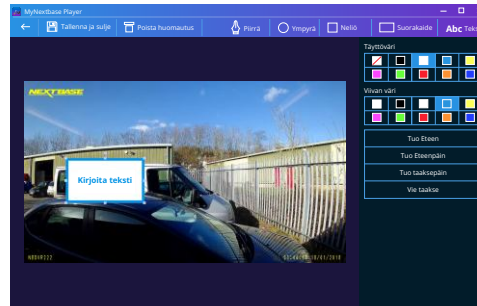 MyNextbase Player
Tallenna ja sulje
Poista huomautus
Piirrä
Ympyrä
Neliö
Suorakaide
Abc Teks
Täyttöväri
Viivan väri
Tuo Eteen
Tuo Eteenpäin
Tuo taaksepäin
Vie taakse
NEXTBASE
Kirjoita teksti